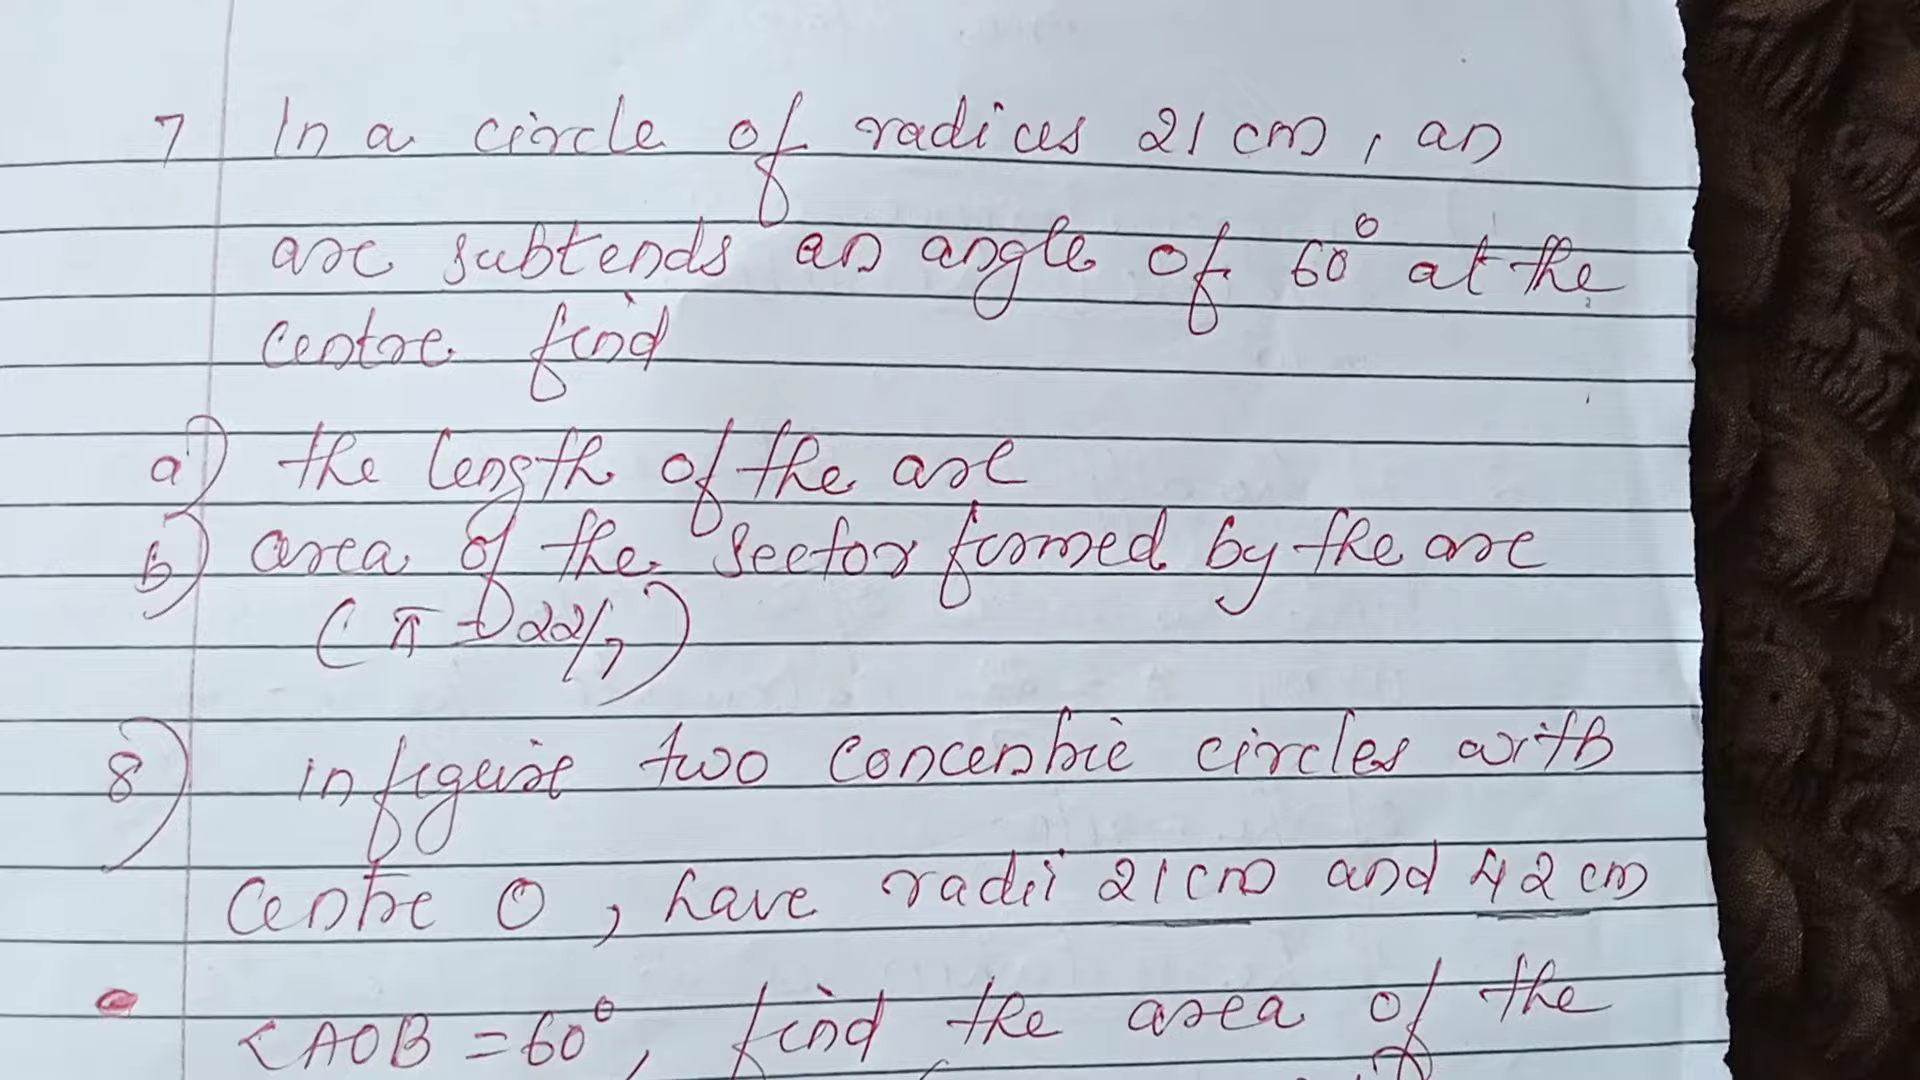 7 In a circle of radius 21 cm, an
arc subtends an angle of 60° at the
centre find
a) the length of the arc
b) area of the sector formed by the arc
(π → 22/7)
8) in figure two concentric circles with
Centre O, have radii 21 cm and 42 cm
<AOB = 60°, find the area of the